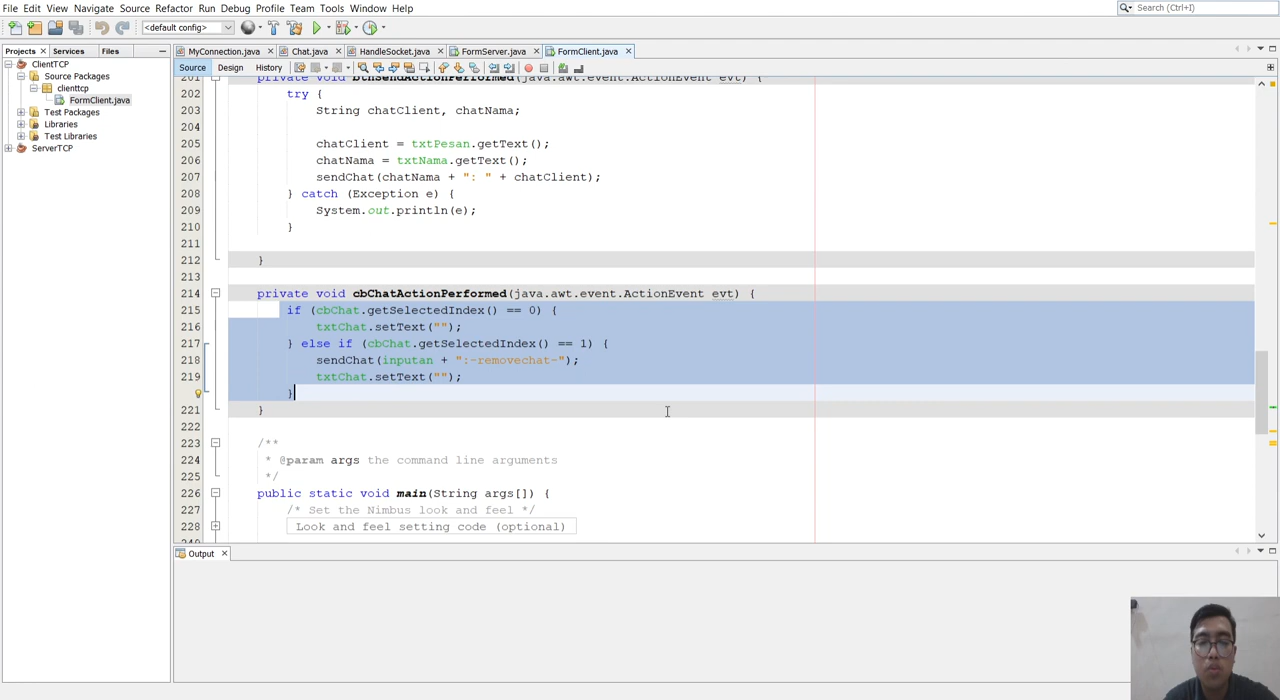 File Edit View Navigate Source Refactor Run Debug Profile Team Tools Window Help
Search (Ctrl+I)
<default config>
Projects Services Files
MyConnection.java Chat.java HandleSocket.java FormServer.java FormClient.java
Source Design History
ClientTCP
Source Packages
clienttcp
FormClient.java
Test Packages
Libraries
Test Libraries
ServerTCP
201 private void btnSendActionPerformed(java.awt.event.ActionEvent evt) {
202 try {
203 String chatClient, chatNama;
204
205 chatClient = txtPesan.getText();
206 chatNama = txtNama.getText();
207 sendChat(chatNama + ": " + chatClient);
208 } catch (Exception e) {
209 System.out.println(e);
210 }
211
212 }
213
214 private void cbChatActionPerformed(java.awt.event.ActionEvent evt) {
215 if (cbChat.getSelectedIndex() == 0) {
216 txtChat.setText("");
217 } else if (cbChat.getSelectedIndex() == 1) {
218 sendChat(inputan + ":-removechat-");
219 txtChat.setText("");
}
221 }
222
223 /**
224 * @param args the command line arguments
225 */
226 public static void main(String args[]) {
227 /* Set the Nimbus look and feel */
228 Look and feel setting code (optional)
Output